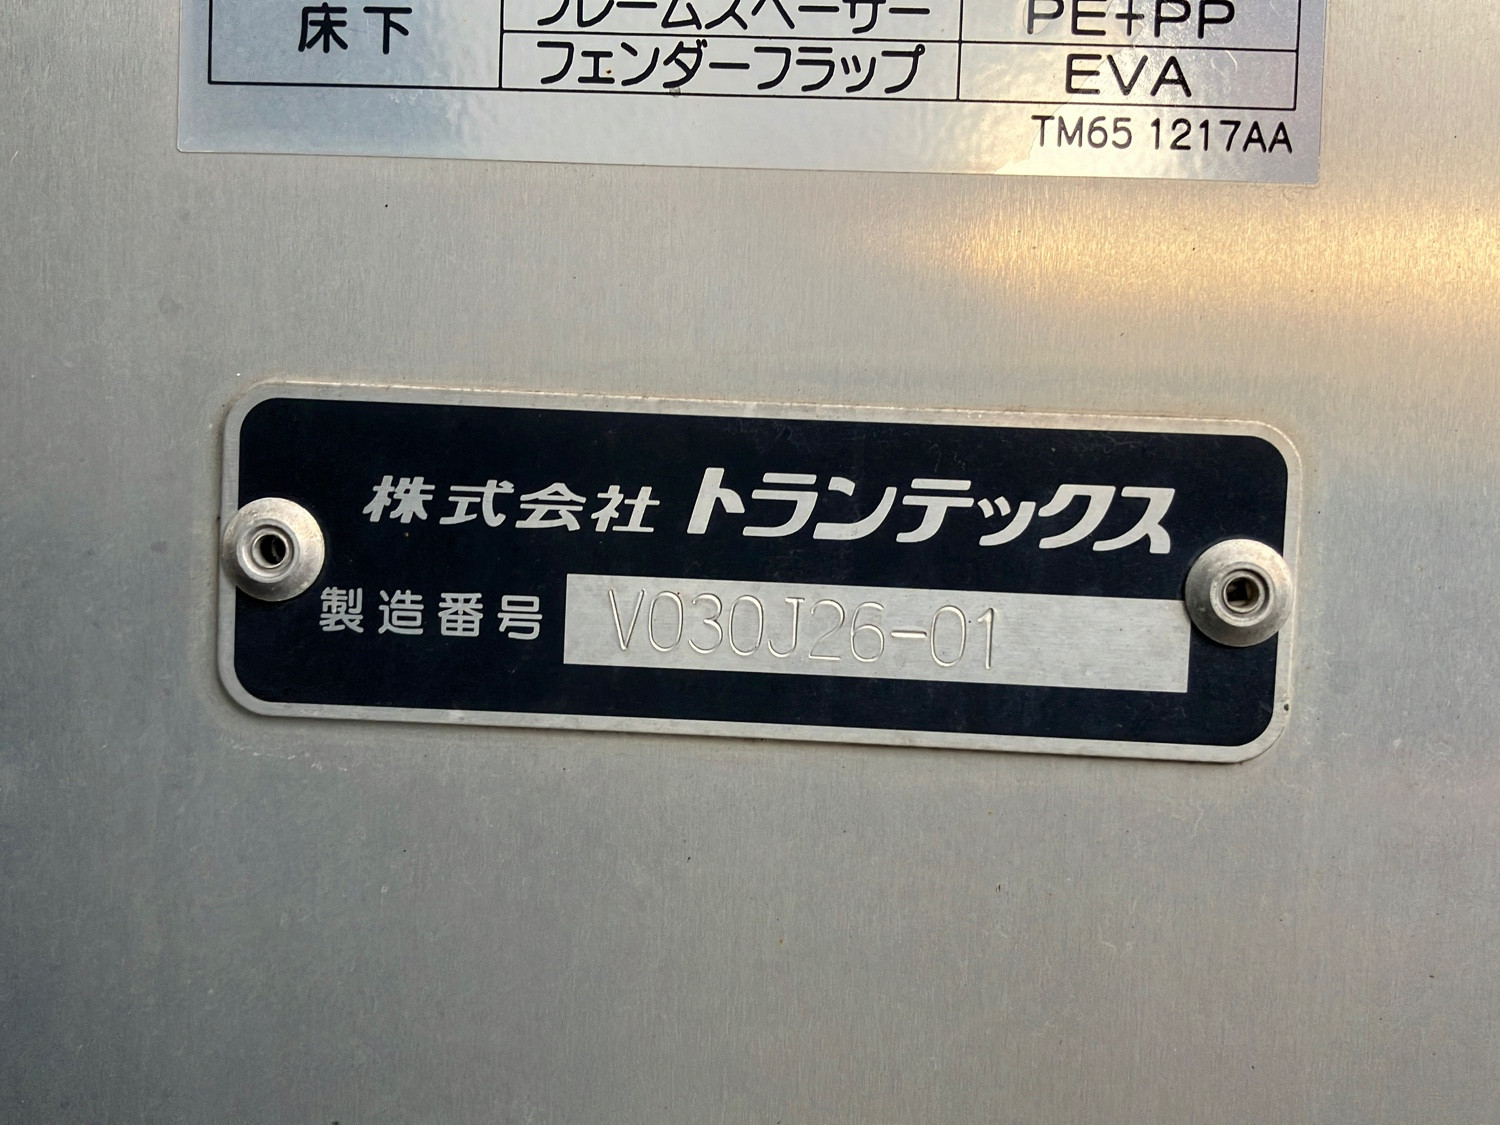 床下
フレームスペーサー PE+PP
フェンダーフラップ EVA
TM65 1217AA
株式会社 トランテックス
製造番号 V030J26-01